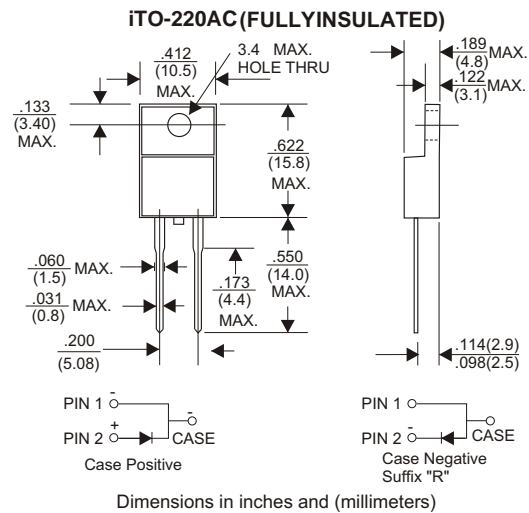 iTO-220AC(FULLYINSULATED)
.412
(10.5)
MAX.
3.4 MAX.
HOLE THRU
.189
(4.8) MAX.
.122
(3.1) MAX.
.133
(3.40)
MAX.
.622
(15.8)
MAX.
.060
(1.5) MAX.
.031
(0.8) MAX.
.173
(4.4)
MAX.
.550
(14.0)
MAX.
.200
(5.08)
.114(2.9)
.098(2.5)
PIN 1 -
PIN 2 +
- CASE
Case Positive
PIN 1
PIN 2 -
CASE
Case Negative
Suffix "R"
Dimensions in inches and (millimeters)